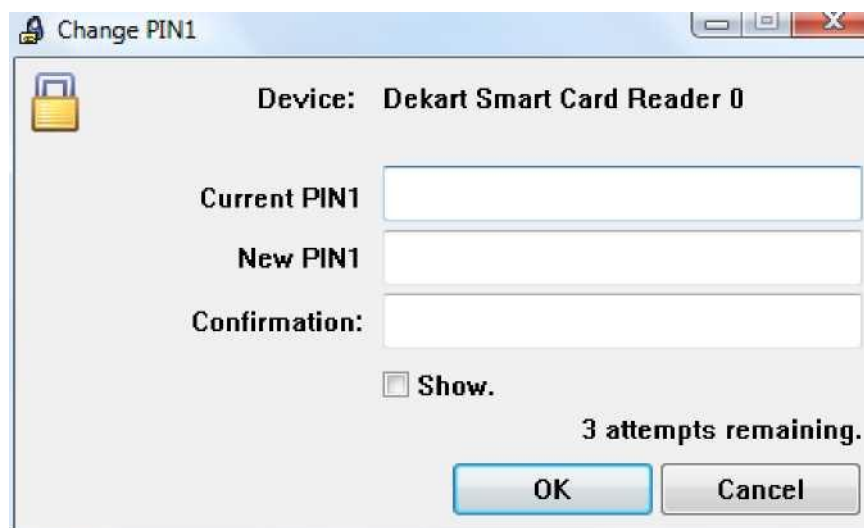 Change PIN1
Device: Dekart Smart Card Reader 0
Current PIN1
New PIN1
Confirmation:
Show.
3 attempts remaining.
OK Cancel